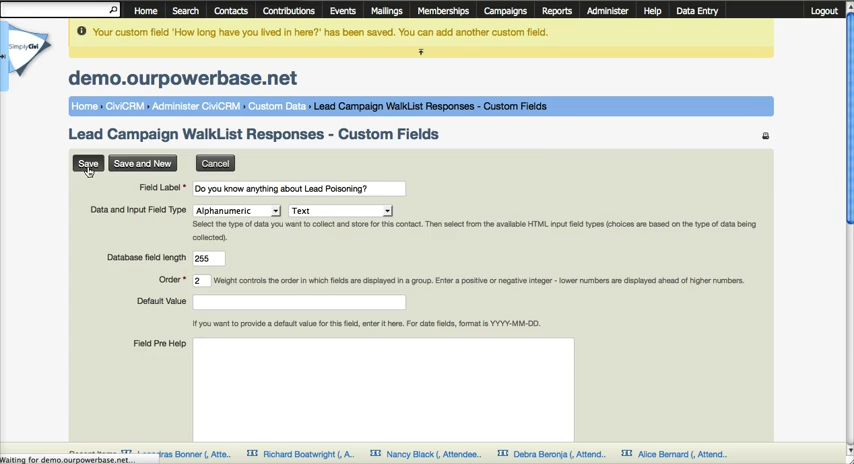 Home Search Contacts Contributions Events Mailings Memberships Campaigns Reports Administer Help Data Entry Logout
Your custom field 'How long have you lived in here?' has been saved. You can add another custom field.
SimplyCivi
demo.ourpowerbase.net
Home › CiviCRM › Administer CiviCRM › Custom Data › Lead Campaign WalkList Responses - Custom Fields
Lead Campaign WalkList Responses - Custom Fields
Save Save and New Cancel
Field Label * Do you know anything about Lead Poisoning?
Data and Input Field Type Alphanumeric Text
Select the type of data you want to collect and store for this contact. Then select from the available HTML input field types (choices are based on the type of data being
collected).
Database field length 255
Order * 2 Weight controls the order in which fields are displayed in a group. Enter a positive or negative integer - lower numbers are displayed ahead of higher numbers.
Default Value
If you want to provide a default value for this field, enter it here. For date fields, format is YYYY-MM-DD.
Field Pre Help
Bonner (, Atte.. Richard Boatwright (, A.. Nancy Black (, Attendee.. Debra Beronja (, Attend.. Alice Bernard (, Attend..
Waiting for demo.ourpowerbase.net...